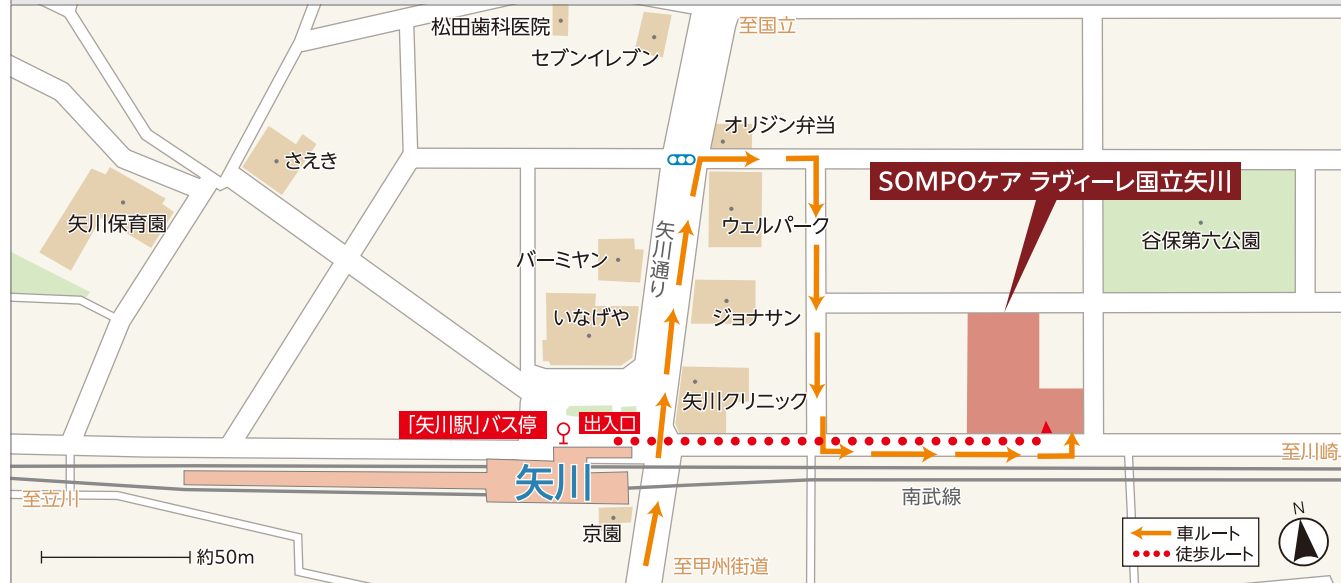 松田歯科医院
至国立
セブンイレブン
オリジン弁当
さえき
SOMPOケア ラヴィーレ国立矢川
矢川保育園
ウェルパーク
谷保第六公園
矢川通り
バーミヤン
いなげや
ジョナサン
矢川クリニック
「矢川駅」バス停
出入口
至川崎
矢川
至立川
南武線
京園
N
車ルート
徒歩ルート
約50m
至甲州街道